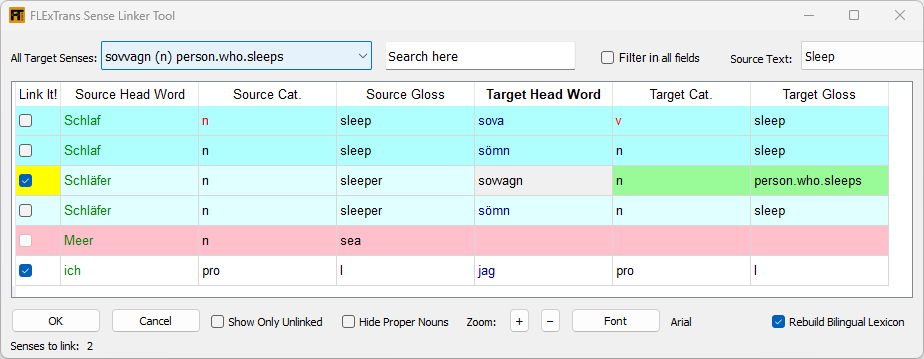 FLExTrans Sense Linker Tool
All Target Senses: sovvagn (n) person.who.sleeps Search here Filter in all fields Source Text: Sleep
Link It! Source Head Word Source Cat. Source Gloss Target Head Word Target Cat. Target Gloss
Schlaf n sleep sova v sleep
Schlaf n sleep sömn n sleep
Schläfer n sleeper sovvagn n person.who.sleeps
Schläfer n sleeper sömn n sleep
Meer n sea
ich pro I jag pro I
OK Cancel Show Only Unlinked Hide Proper Nouns Zoom: + − Font Arial Rebuild Bilingual Lexicon
Senses to link: 2